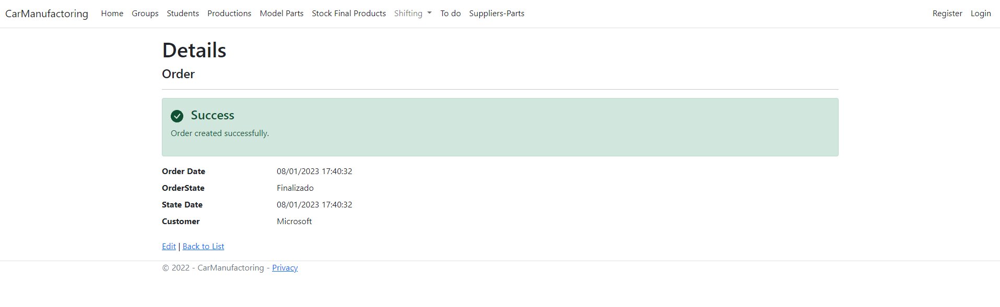 CarManufactoring Home Groups Students Productions Model Parts Stock Final Products Shifting To do Suppliers-Parts Register Login
Details
Order
Success
Order created successfully.
Order Date 08/01/2023 17:40:32
OrderState Finalizado
State Date 08/01/2023 17:40:32
Customer Microsoft
Edit | Back to List
© 2022 - CarManufactoring - Privacy